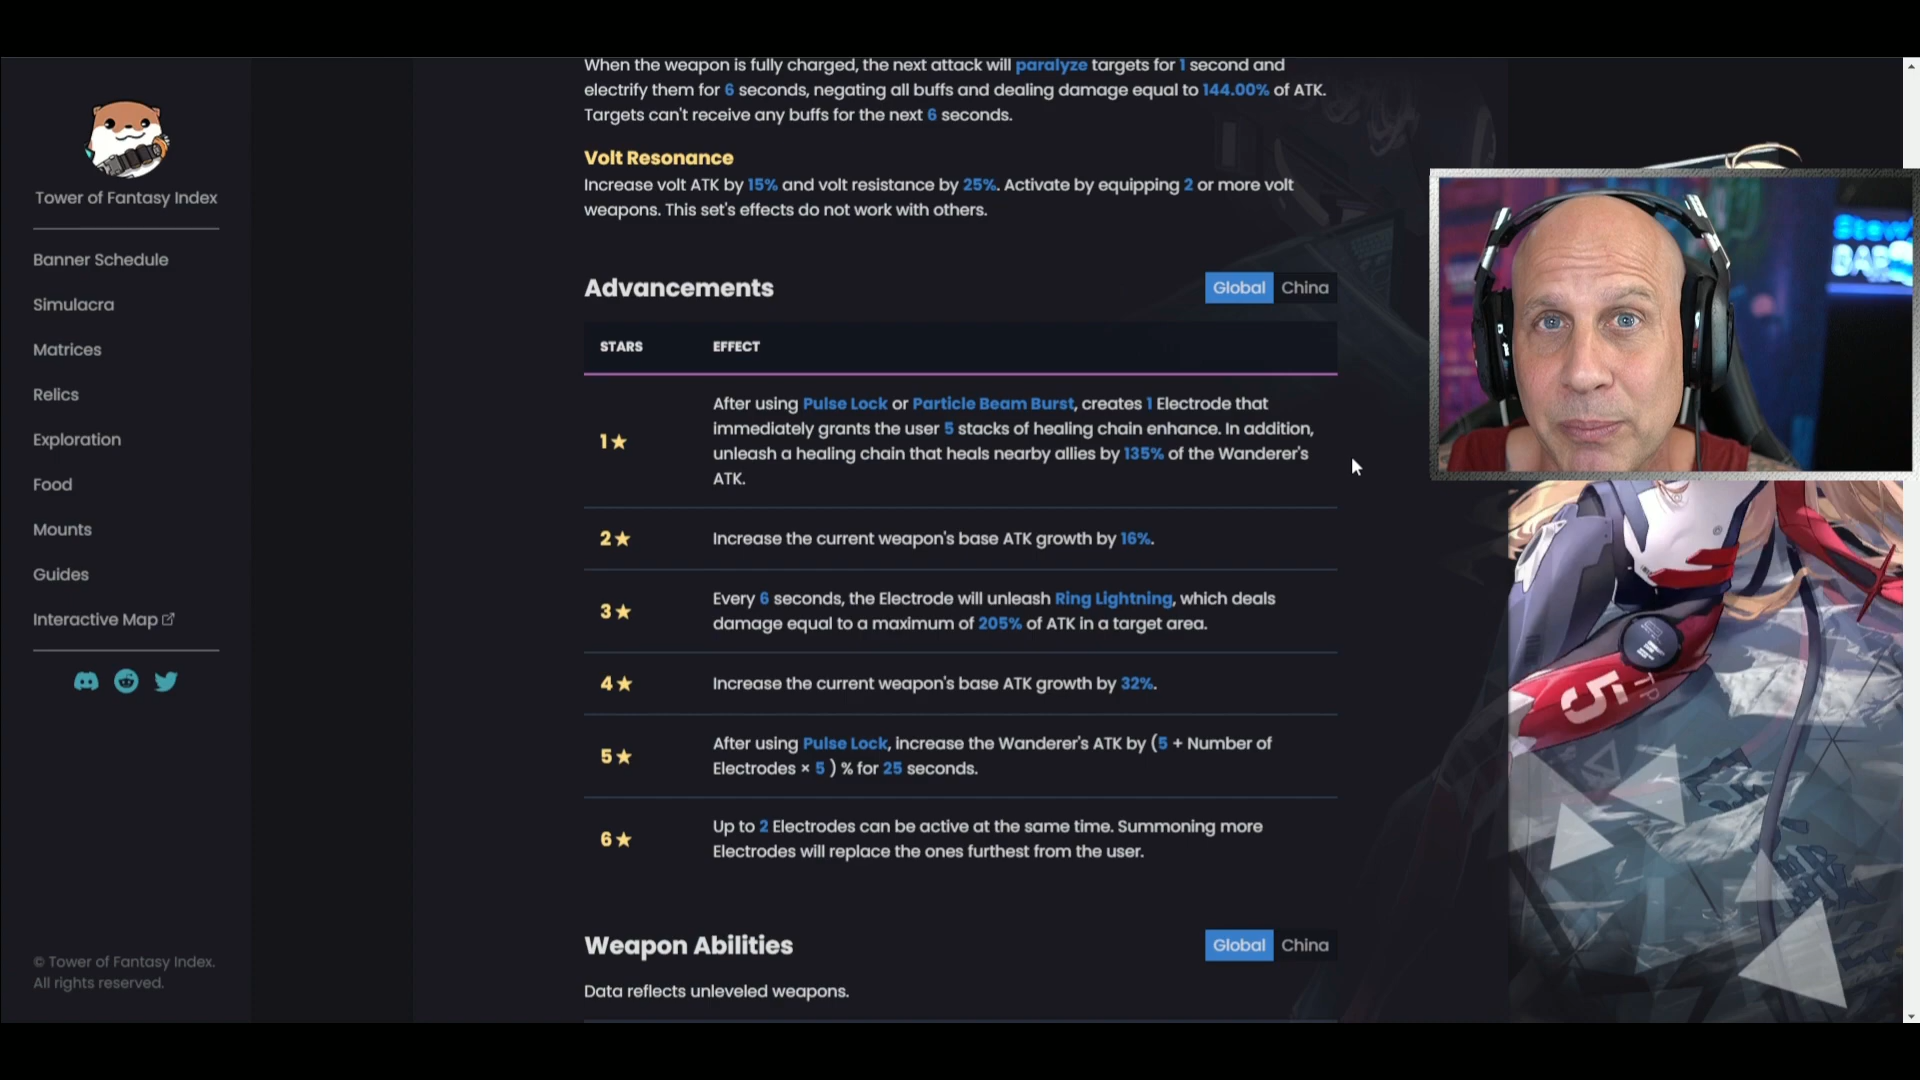 When the weapon is fully charged, the next attack will paralyze targets for 1 second and
electrify them for 6 seconds, negating all buffs and dealing damage equal to 144.00% of ATK.
Targets can't receive any buffs for the next 6 seconds.
Volt Resonance
Increase volt ATK by 15% and volt resistance by 25%. Activate by equipping 2 or more volt
weapons. This set's effects do not work with others.
Tower of Fantasy Index
Banner Schedule
Simulacra
Matrices
Relics
Exploration
Food
Mounts
Guides
Interactive Map
© Tower of Fantasy Index.
All rights reserved.
Advancements
Global China
STARS EFFECT
1★
After using Pulse Lock or Particle Beam Burst, creates 1 Electrode that
immediately grants the user 5 stacks of healing chain enhance. In addition,
unleash a healing chain that heals nearby allies by 135% of the Wanderer's
ATK.
2★ Increase the current weapon's base ATK growth by 16%.
3★
Every 6 seconds, the Electrode will unleash Ring Lightning, which deals
damage equal to a maximum of 205% of ATK in a target area.
4★ Increase the current weapon's base ATK growth by 32%.
5★
After using Pulse Lock, increase the Wanderer's ATK by (5 + Number of
Electrodes × 5 ) % for 25 seconds.
6★
Up to 2 Electrodes can be active at the same time. Summoning more
Electrodes will replace the ones furthest from the user.
Weapon Abilities
Global China
Data reflects unleveled weapons.
5
TP